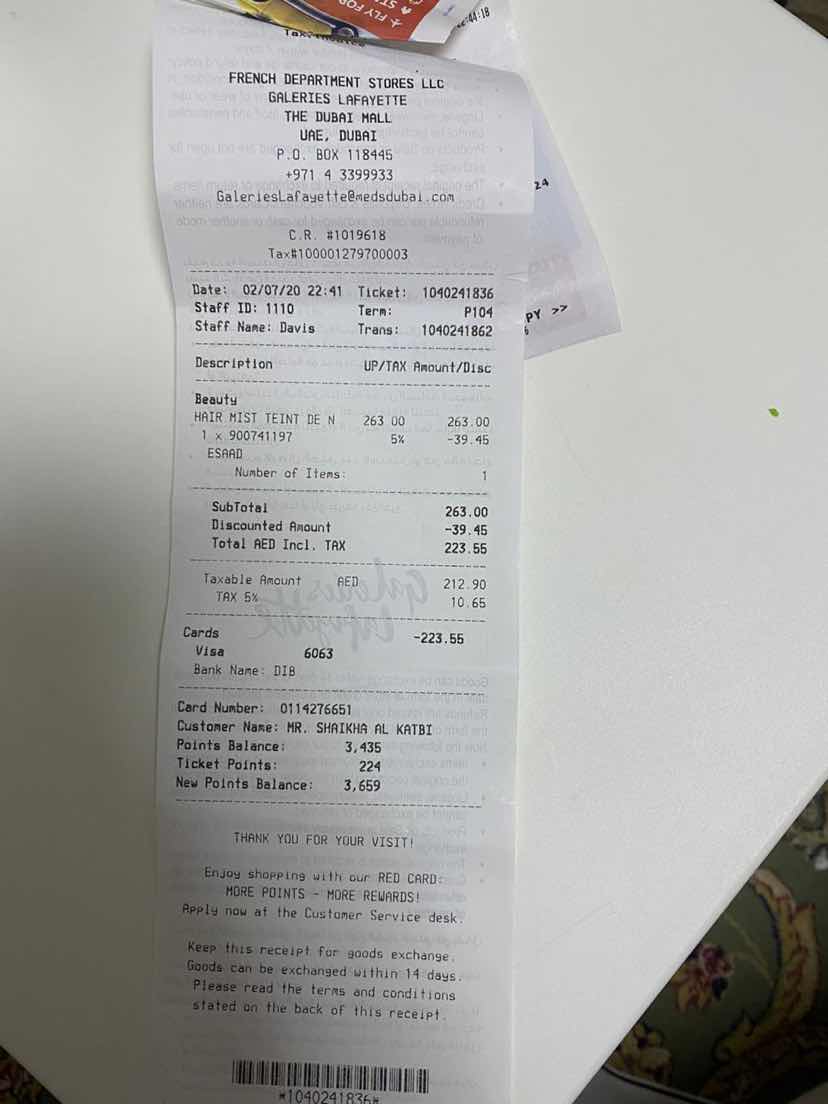 FLY FOR
44:18
FRENCH DEPARTMENT STORES LLC
GALERIES LAFAYETTE
THE DUBAI MALL
UAE, DUBAI
P.O. BOX 118445
+971 4 3399933
GaleriesLafayette@medsdubai.com
C.R. #1019618
Tax#100001279700003
Date: 02/07/20 22:41 Ticket: 1040241836
Staff ID: 1110 Term: P104
Staff Name: Davis Trans: 1040241862
Description UP/TAX Amount/Disc
Beauty
HAIR MIST TEINT DE N 263 00 263.00
1 x 900741197 5% -39.45
ESAAD
Number of Items: 1
SubTotal 263.00
Discounted Amount -39.45
Total AED Incl. TAX 223.55
Taxable Amount AED 212.90
TAX 5% 10.65
Cards -223.55
Visa 6063
Bank Name: DIB
Card Number: 0114276651
Customer Name: MR. SHAIKHA AL KATBI
Points Balance: 3,435
Ticket Points: 224
New Points Balance: 3,659
THANK YOU FOR YOUR VISIT!
Enjoy shopping with our RED CARD:
MORE POINTS - MORE REWARDS!
Apply now at the Customer Service desk.
Keep this receipt for goods exchange.
Goods can be exchanged within 14 days.
Please read the terms and conditions
stated on the back of this receipt.
*1040241836*
24
PY >>